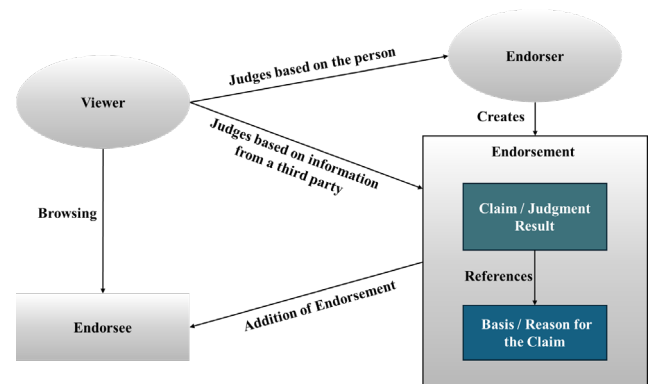 Judges based on the person
Endorser
Viewer
Creates
Judges based on information
from a third party
Endorsement
Claim / Judgment
Result
Browsing
References
Addition of Endorsement
Endorsee
Basis / Reason for
the Claim